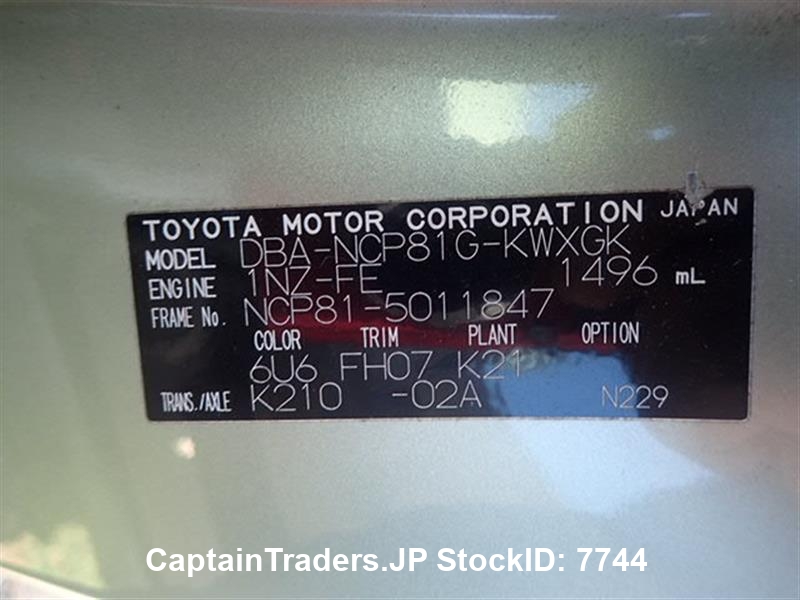 TOYOTA MOTOR CORPORATION JAPAN
MODEL DBA-NCP81G-KWXGK
ENGINE 1NZ-FE 1496 mL
FRAME No. NCP81-5011847
COLOR TRIM PLANT OPTION
6U6 FH07 K21
TRANS./AXLE K210 -02A N229
CaptainTraders.JP StockID: 7744